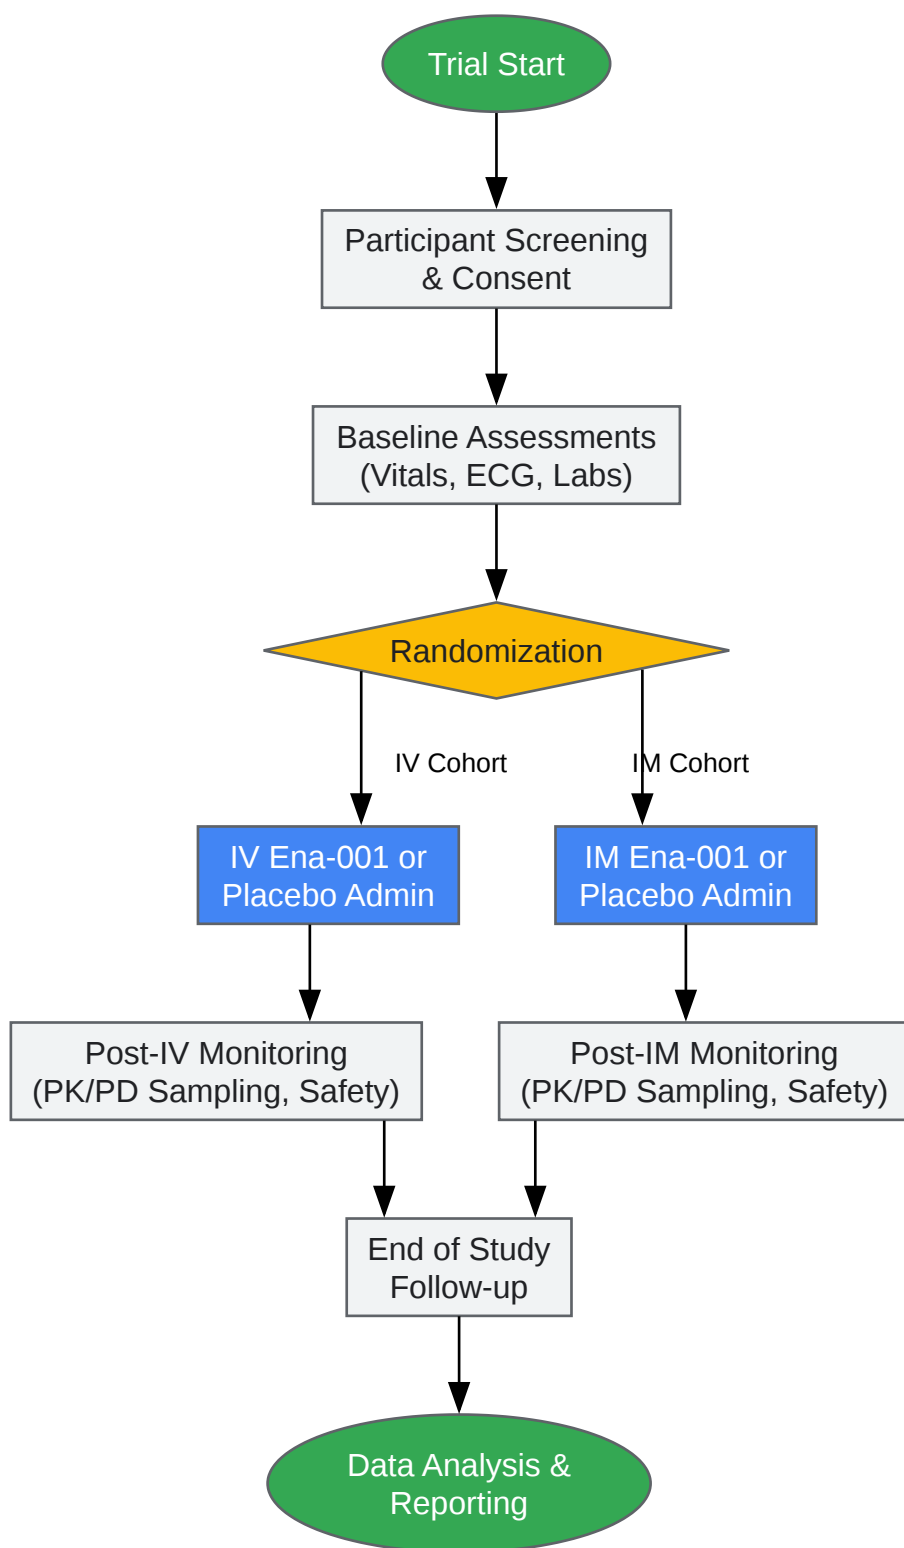 Trial Start
Participant Screening
& Consent
Baseline Assessments
(Vitals, ECG, Labs)
Randomization
IV Cohort
IM Cohort
IV Ena-001 or
Placebo Admin
IM Ena-001 or
Placebo Admin
Post-IV Monitoring
(PK/PD Sampling, Safety)
Post-IM Monitoring
(PK/PD Sampling, Safety)
End of Study
Follow-up
Data Analysis &
Reporting